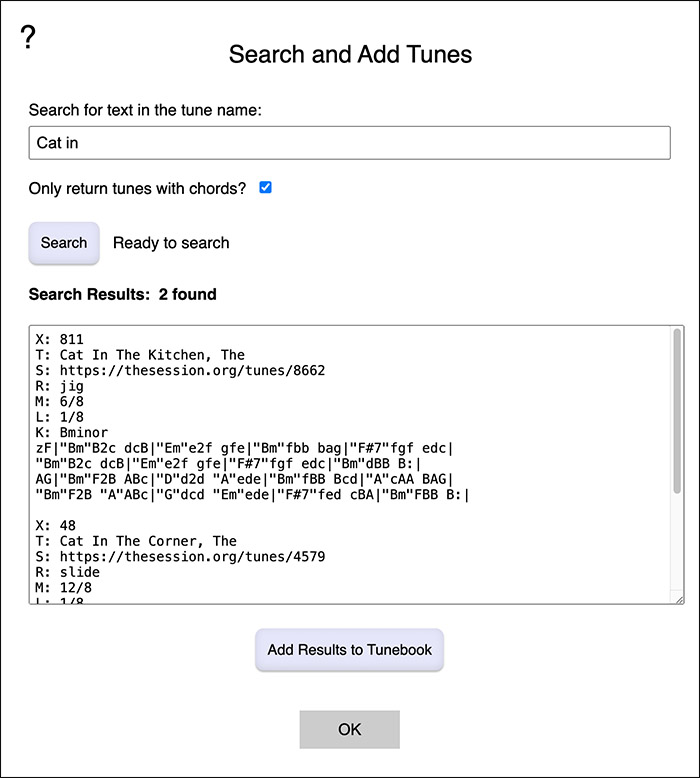 ?
Search and Add Tunes
Search for text in the tune name:
Cat in
Only return tunes with chords?
Search Ready to search
Search Results:  2 found
X: 811
T: Cat In The Kitchen, The
S: https://thesession.org/tunes/8662
R: jig
M: 6/8
L: 1/8
K: Bminor
zF|"Bm"B2c dcB|"Em"e2f gfe|"Bm"fbb bag|"F#7"fgf edc|
"Bm"B2c dcB|"Em"e2f gfe|"F#7"fgf edc|"Bm"dBB B:|
AG|"Bm"F2B ABc|"D"d2d "A"ede|"Bm"fBB Bcd|"A"cAA BAG|
"Bm"F2B "A"ABc|"G"dcd "Em"ede|"F#7"fed cBA|"Bm"FBB B:|
X: 48
T: Cat In The Corner, The
S: https://thesession.org/tunes/4579
R: slide
M: 12/8
L: 1/8
Add Results to Tunebook
OK